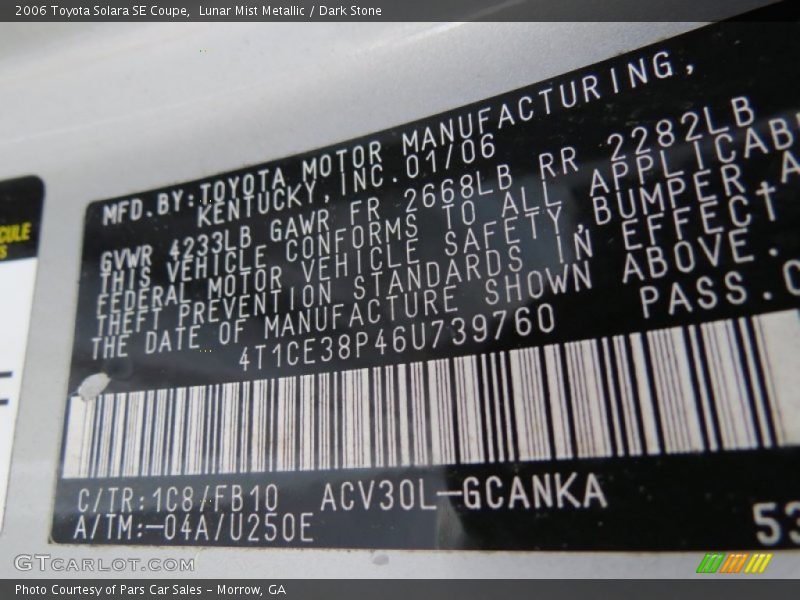 2006 Toyota Solara SE Coupe,  Lunar Mist Metallic / Dark Stone
MFD.BY:TOYOTA MOTOR MANUFACTURING,
KENTUCKY,INC.01/06
GVWR 4233LB GAWR FR 2668LB RR 2282LB
THIS VEHICLE CONFORMS TO ALL APPLICAB
FEDERAL MOTOR VEHICLE SAFETY,BUMPER A
THEFT PREVENTION STANDARDS IN EFFECT
THE DATE OF MANUFACTURE SHOWN ABOVE.
4T1CE38P46U739760 PASS.C
C/TR:1C8/FB10 ACV30L-GCANKA
A/TM:-04A/U250E
53
GTCARLOT.COM
Photo Courtesy of Pars Car Sales - Morrow, GA